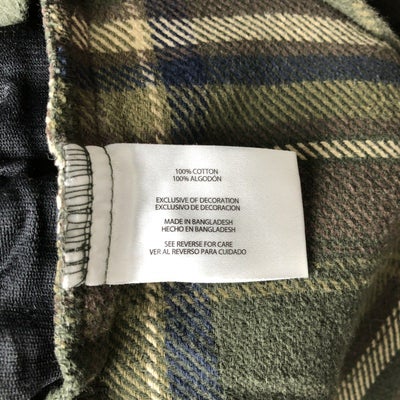 100% COTTON
100% ALGODÓN
EXCLUSIVE OF DECORATION
EXCLUSIVO DE DECORACION
MADE IN BANGLADESH
HECHO EN BANGLADESH
SEE REVERSE FOR CARE
VER AL REVERSO PARA CUIDADO